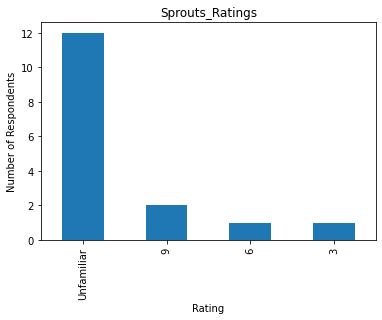 Sprouts_Ratings
Number of Respondents
12
10
8
6
4
2
0
Unfamiliar
9
6
3
Rating